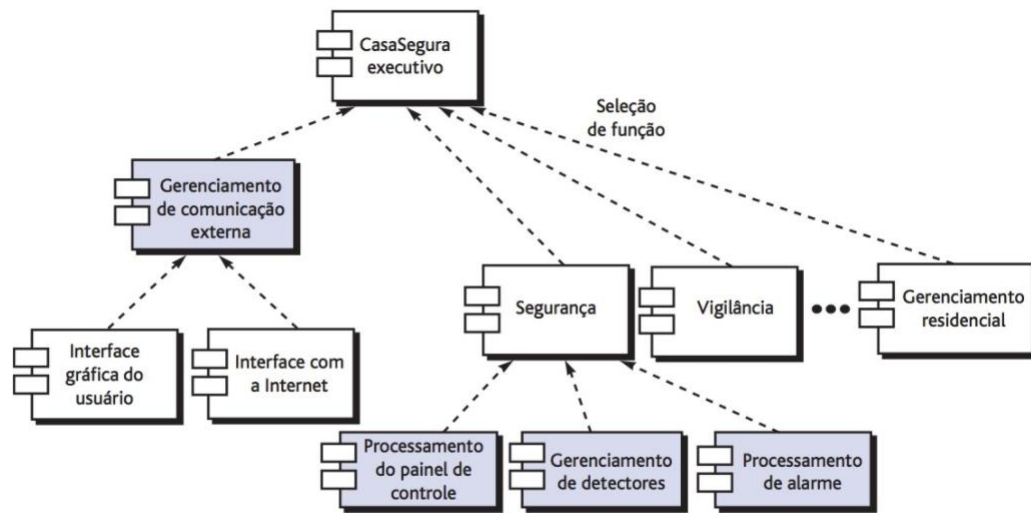 CasaSegura
executivo
Seleção
de função
Gerenciamento
de comunicação
externa
Segurança
Vigilância
Gerenciamento
residencial
Interface
gráfica do
usuário
Interface com
a Internet
Processamento
do painel de
controle
Gerenciamento
de detectores
Processamento
de alarme